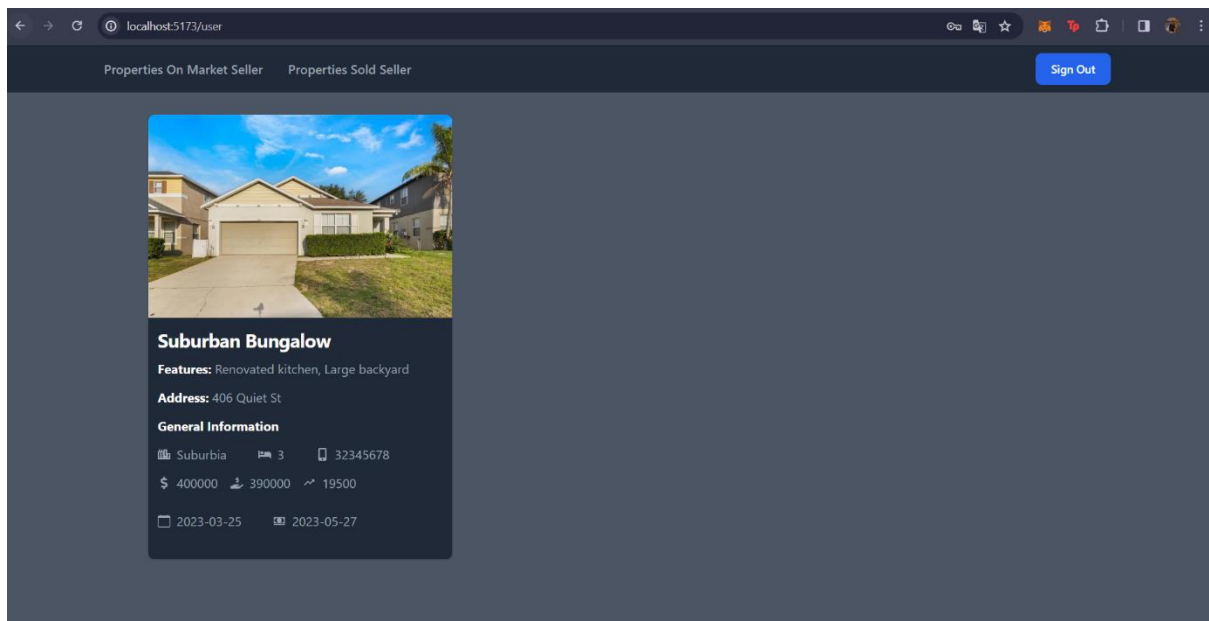 localhost:5173/user
Tp
Properties On Market Seller Properties Sold Seller Sign Out
Suburban Bungalow
Features: Renovated kitchen, Large backyard
Address: 406 Quiet St
General Information
Suburbia 3 32345678
$ 400000 390000 19500
2023-03-25 2023-05-27